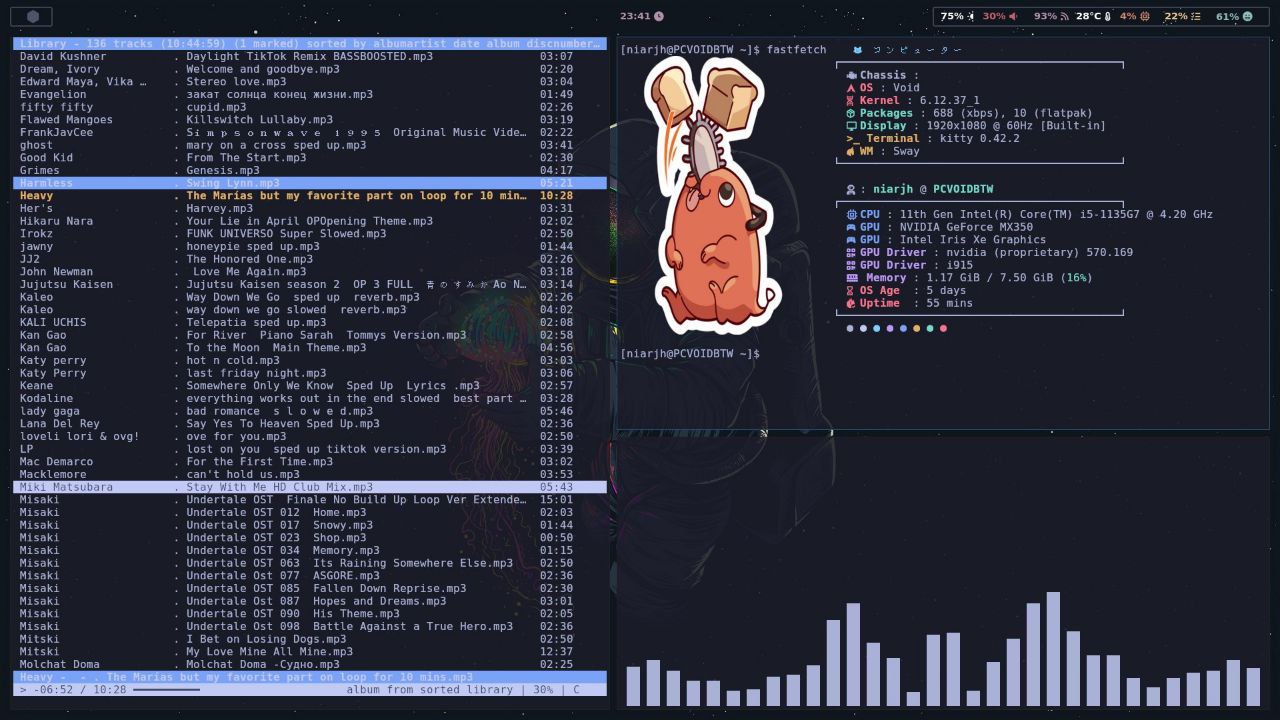 23:41
75% 30% 93% 28°C 4% 22% 61%
Library - 136 tracks (10:44:59) (1 marked) sorted by albumartist date album discnumber…
David Kushner . Daylight TikTok Remix BASSBOOSTED.mp3 03:07
Dream, Ivory . Welcome and goodbye.mp3 02:20
Edward Maya, Vika … . Stereo love.mp3 03:04
Evangelion . закат солнца конец жизни.mp3 01:49
fifty fifty . cupid.mp3 02:26
Flawed Mangoes . Killswitch Lullaby.mp3 03:19
FrankJavCee . Ｓｉｍｐｓｏｎｗａｖｅ １９９５ Original Music Vide… 02:22
ghost . mary on a cross sped up.mp3 03:41
Good Kid . From The Start.mp3 02:30
Grimes . Genesis.mp3 04:17
Harmless . Swing Lynn.mp3 05:21
Heavy . The Marias but my favorite part on loop for 10 min… 10:28
Her's . Harvey.mp3 03:31
Hikaru Nara . Your Lie in April OPOpening Theme.mp3 02:02
Irokz . FUNK UNIVERSO Super Slowed.mp3 02:50
jawny . honeypie sped up.mp3 01:44
JJ2 . The Honored One.mp3 02:26
John Newman . Love Me Again.mp3 03:18
Jujutsu Kaisen . Jujutsu Kaisen season 2  OP 3 FULL 青のすみか Ao N… 03:14
Kaleo . Way Down We Go  sped up  reverb.mp3 02:26
Kaleo . way down we go slowed  reverb.mp3 04:02
KALI UCHIS . Telepatia sped up.mp3 02:08
Kan Gao . For River  Piano Sarah  Tommys Version.mp3 02:58
Kan Gao . To the Moon  Main Theme.mp3 04:56
Katy perry . hot n cold.mp3 03:03
Katy Perry . last friday night.mp3 03:06
Keane . Somewhere Only We Know  Sped Up  Lyrics .mp3 02:57
Kodaline . everything works out in the end slowed  best part … 03:28
lady gaga . bad romance  s l o w e d.mp3 05:46
Lana Del Rey . Say Yes To Heaven Sped Up.mp3 02:36
loveli lori & ovg! . ove for you.mp3 02:50
LP . lost on you  sped up tiktok version.mp3 03:39
Mac Demarco . For the First Time.mp3 03:02
Macklemore . can't hold us.mp3 03:53
Miki Matsubara . Stay With Me HD Club Mix.mp3 05:43
Misaki . Undertale OST  Finale No Build Up Loop Ver Extende… 15:01
Misaki . Undertale OST 012  Home.mp3 02:03
Misaki . Undertale OST 017  Snowy.mp3 01:44
Misaki . Undertale OST 023  Shop.mp3 00:50
Misaki . Undertale OST 034  Memory.mp3 01:15
Misaki . Undertale OST 063  Its Raining Somewhere Else.mp3 02:50
Misaki . Undertale Ost 077  ASGORE.mp3 02:36
Misaki . Undertale OST 085  Fallen Down Reprise.mp3 02:30
Misaki . Undertale Ost 087  Hopes and Dreams.mp3 03:01
Misaki . Undertale OST 090  His Theme.mp3 02:05
Misaki . Undertale Ost 098  Battle Against a True Hero.mp3 02:36
Mitski . I Bet on Losing Dogs.mp3 02:50
Mitski . My Love Mine All Mine.mp3 12:37
Molchat Doma . Molchat Doma -Судно.mp3 02:25
Heavy -  - . The Marias but my favorite part on loop for 10 mins.mp3
> -06:52 / 10:28 album from sorted library | 30% | C
[niarjh@PCVOIDBTW ~]$ fastfetch
Chassis :
OS : Void
Kernel : 6.12.37_1
Packages : 688 (xbps), 10 (flatpak)
Display : 1920x1080 @ 60Hz [Built-in]
>_ Terminal : kitty 0.42.2
WM : Sway
: niarjh @ PCVOIDBTW
CPU : 11th Gen Intel(R) Core(TM) i5-1135G7 @ 4.20 GHz
GPU : NVIDIA GeForce MX350
GPU : Intel Iris Xe Graphics
GPU Driver : nvidia (proprietary) 570.169
GPU Driver : i915
Memory : 1.17 GiB / 7.50 GiB (16%)
OS Age : 5 days
Uptime : 55 mins
[niarjh@PCVOIDBTW ~]$